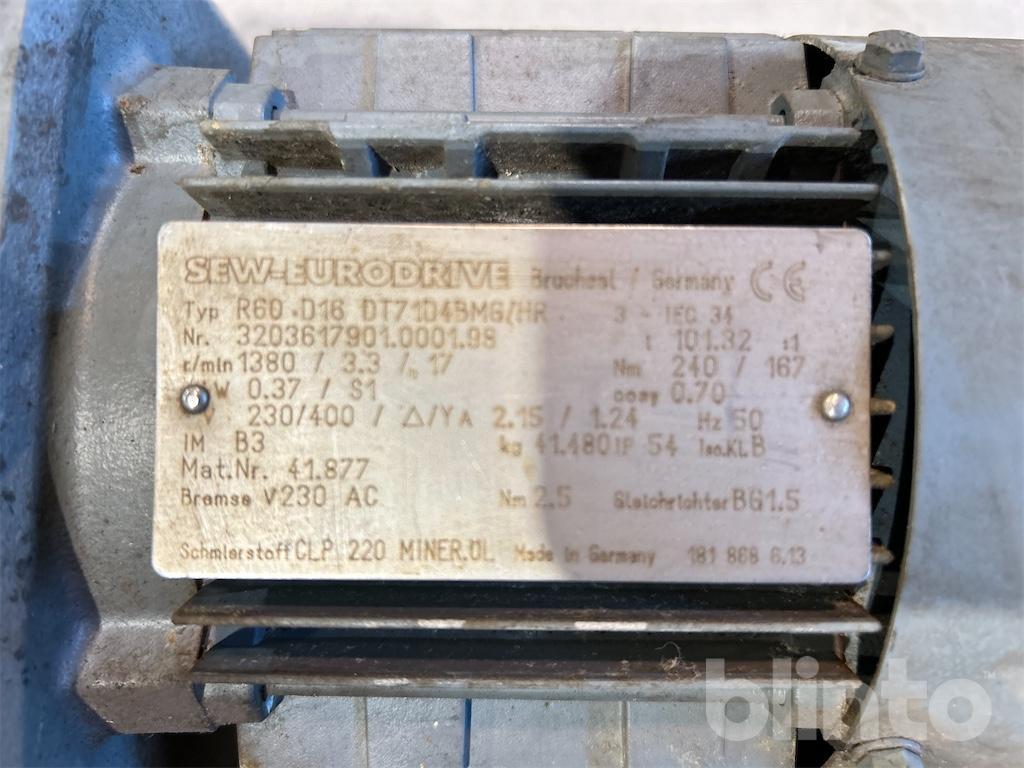 SEW-EURODRIVE Bruchsal / Germany CE
Typ R60 D16 DT71D4BMG/HR 3 - IEC 34
Nr. 3203617901.0001.98 i 101.32 :1
r/min 1380 / 3.3 / 17 Nm 240 / 167
kW 0.37 / S1 cosφ 0.70
V 230/400 / △/Y A 2.15 / 1.24 Hz 50
IM B3 kg 41.480 IP 54 Iso.Kl. B
Mat.Nr. 41.877
Bremse V 230 AC Nm 2.5 Gleichrichter BG1.5
Schmierstoff CLP 220 MINER.ÖL Made in Germany 181 868 6.13
blinto™